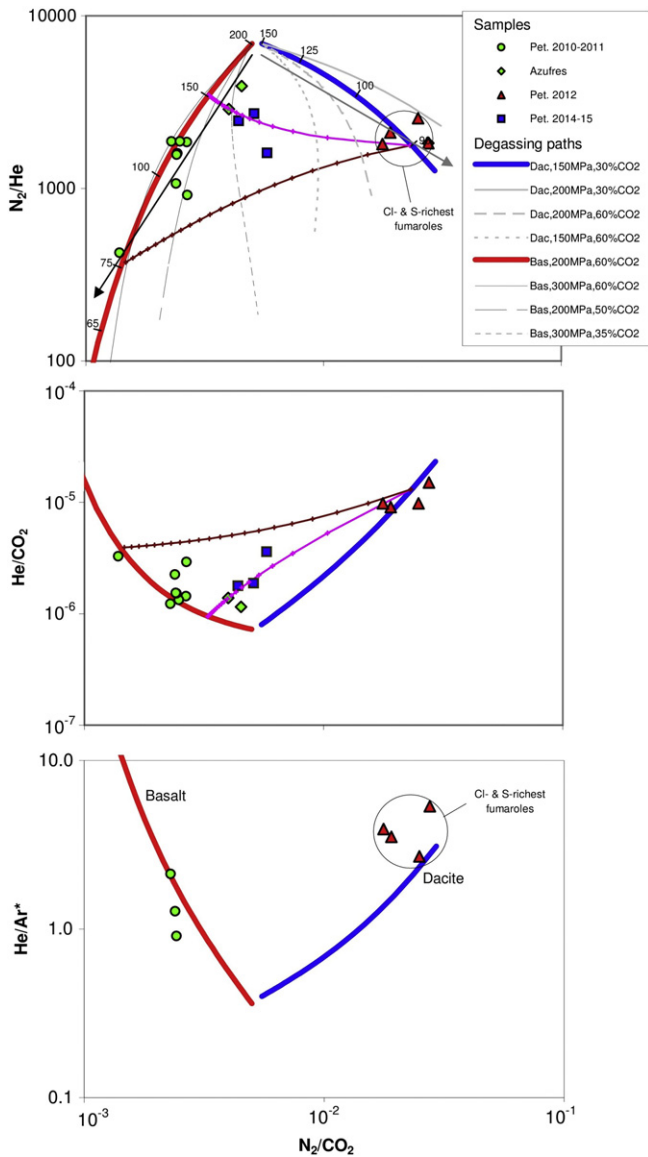 10000
1000
100
N2/He
200
150
125
100
90
150
100
75
65
Cl- & S-richest
fumaroles
Samples
Pet. 2010-2011
Azufres
Pet. 2012
Pet. 2014-15
Degassing paths
Dac,150MPa,30%CO2
Dac,200MPa,30%CO2
Dac,200MPa,60%CO2
Dac,150MPa,60%CO2
Bas,200MPa,60%CO2
Bas,300MPa,60%CO2
Bas,200MPa,50%CO2
Bas,300MPa,35%CO2
10-4
10-5
10-6
10-7
He/CO2
10.0
1.0
0.1
He/Ar*
Basalt
Cl- & S-richest
fumaroles
Dacite
10-3
10-2
10-1
N2/CO2